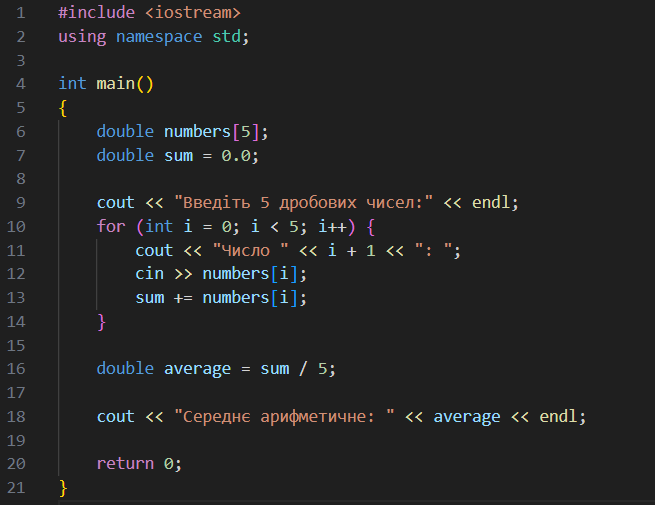 1 #include <iostream>
2 using namespace std;
3
4 int main()
5 {
6     double numbers[5];
7     double sum = 0.0;
8
9     cout << "Введіть 5 дробових чисел:" << endl;
10     for (int i = 0; i < 5; i++) {
11         cout << "Число " << i + 1 << ": ";
12         cin >> numbers[i];
13         sum += numbers[i];
14     }
15
16     double average = sum / 5;
17
18     cout << "Середнє арифметичне: " << average << endl;
19
20     return 0;
21 }